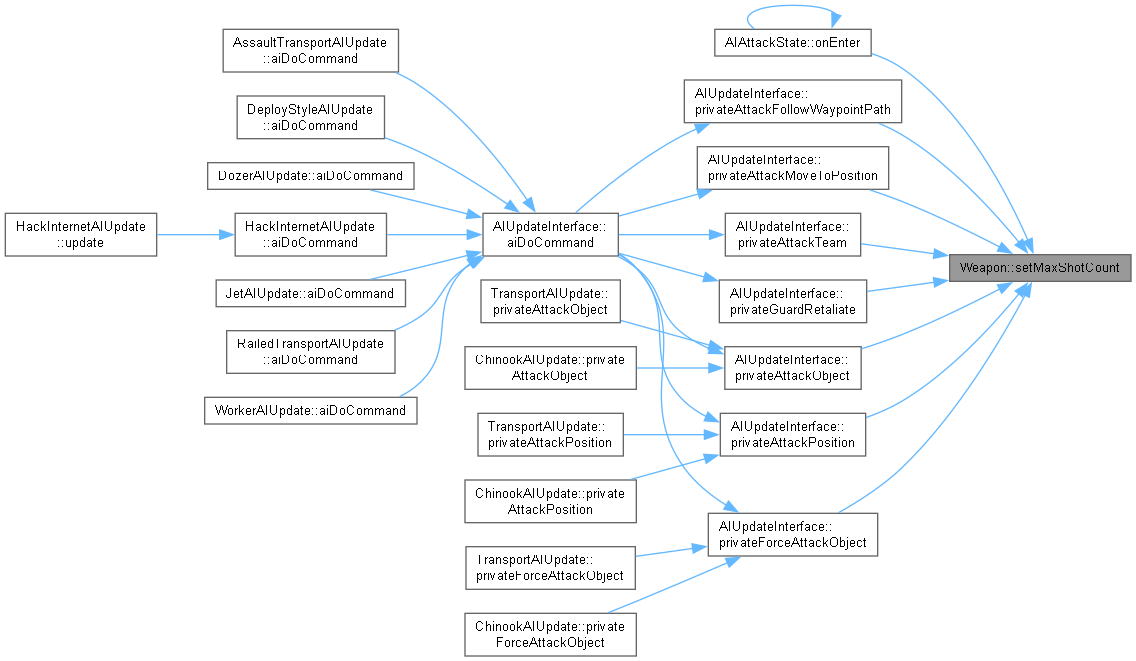 AssaultTransportAIUpdate
::aiDoCommand
DeployStyleAIUpdate
::aiDoCommand
DozerAIUpdate::aiDoCommand
HackInternetAIUpdate
::update
HackInternetAIUpdate
::aiDoCommand
JetAIUpdate::aiDoCommand
RailedTransportAIUpdate
::aiDoCommand
WorkerAIUpdate::aiDoCommand
AIUpdateInterface::
aiDoCommand
TransportAIUpdate::
privateAttackObject
ChinookAIUpdate::private
AttackObject
TransportAIUpdate::
privateAttackPosition
ChinookAIUpdate::private
AttackPosition
TransportAIUpdate::
privateForceAttackObject
ChinookAIUpdate::private
ForceAttackObject
AIAttackState::onEnter
AIUpdateInterface::
privateAttackFollowWaypointPath
AIUpdateInterface::
privateAttackMoveToPosition
AIUpdateInterface::
privateAttackTeam
AIUpdateInterface::
privateGuardRetaliate
AIUpdateInterface::
privateAttackObject
AIUpdateInterface::
privateAttackPosition
AIUpdateInterface::
privateForceAttackObject
Weapon::setMaxShotCount